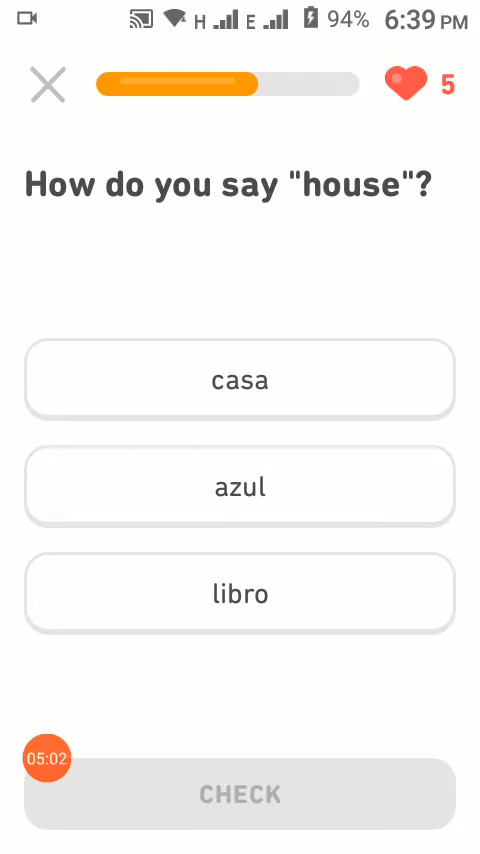 H E 94% 6:39 PM
5
How do you say "house"?
casa
azul
libro
05:02
CHECK